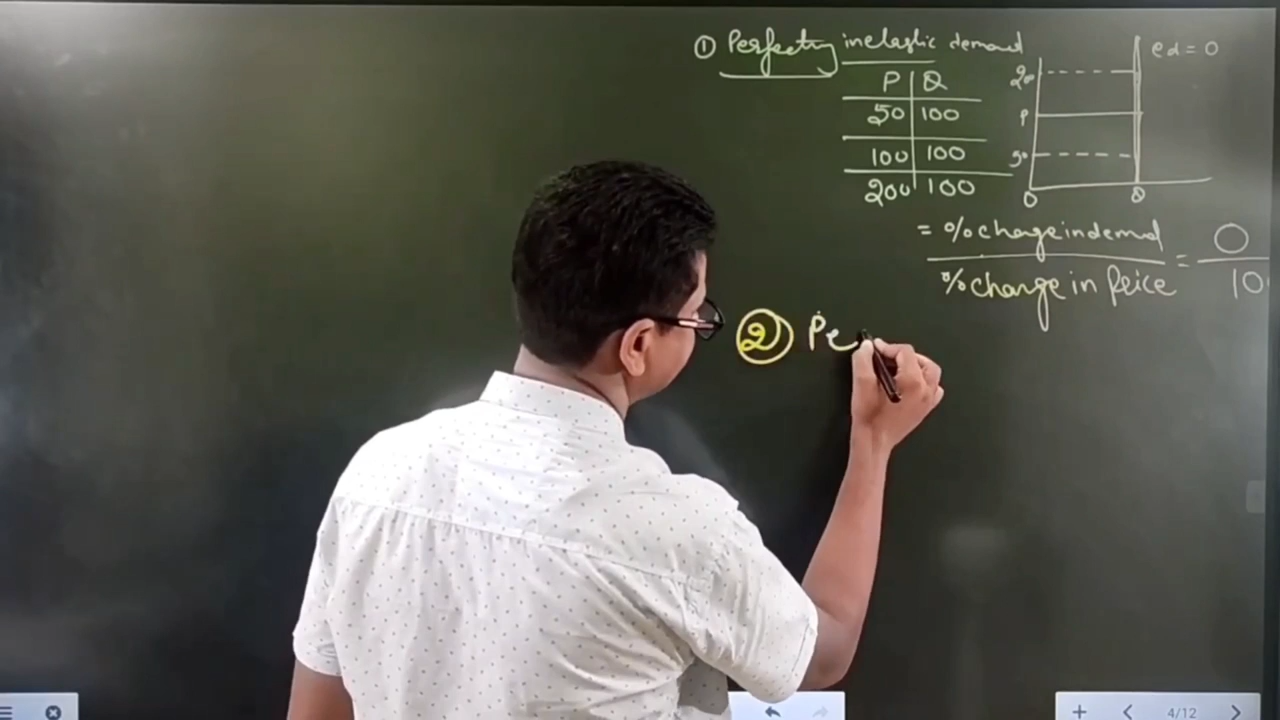 ① Perfectly inelastic demand
P Q
50 100
100 100
200 100
ed = 0
200
P
50
0 Q
= % change in demand / % change in Price = 0 / 10
② Pe
4/12